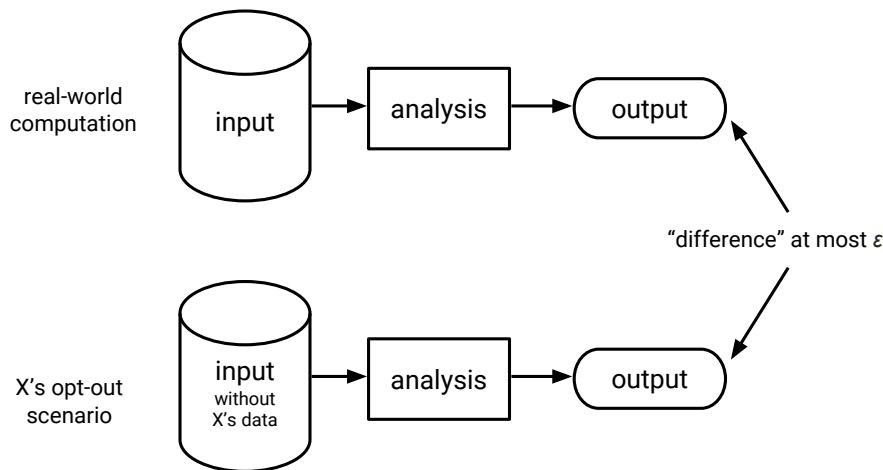 real-world
computation
input
analysis
output
“difference” at most ε
X’s opt-out
scenario
input
without
X’s data
analysis
output